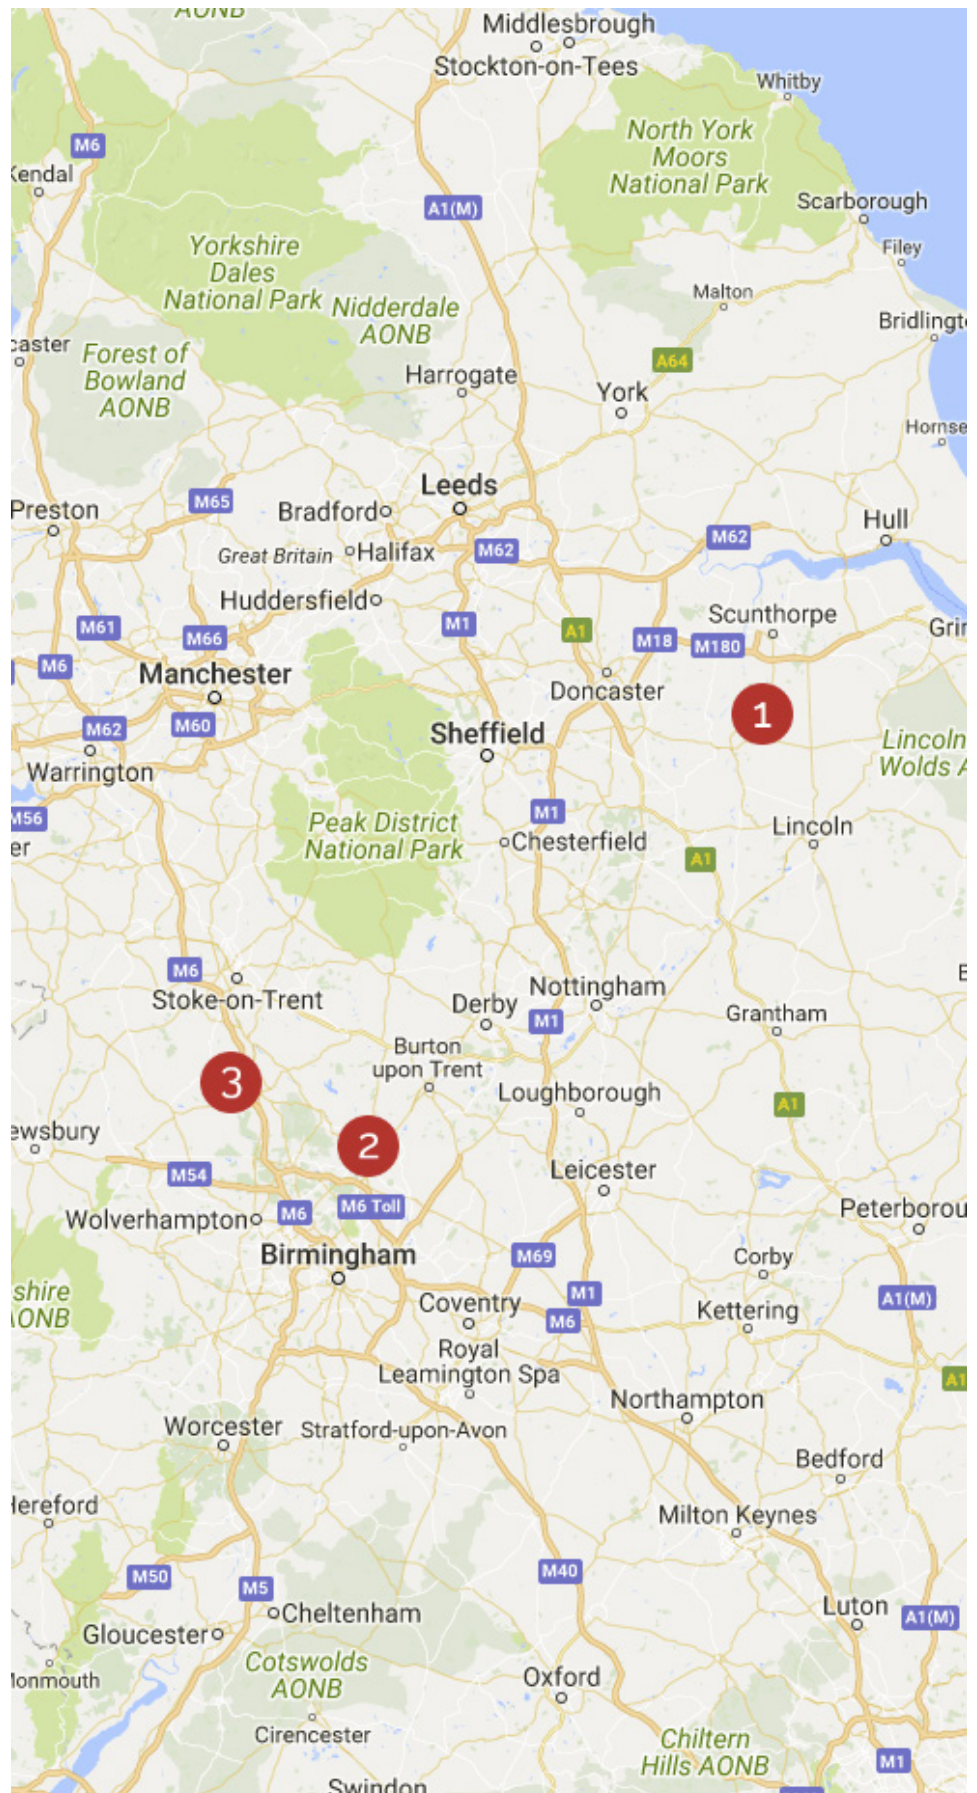 AONB
Middlesbrough
Stockton-on-Tees
Whitby
North York
Moors
National Park
M6
Kendal
A1(M)
Scarborough
Yorkshire
Dales
National Park
Filey
Nidderdale
AONB
Malton
Bridlingt
caster
Forest of
Bowland
AONB
A64
Harrogate
York
Hornse
Leeds
M65
Preston
Bradford
Hull
M62
Great Britain
Halifax
M62
Huddersfield
Scunthorpe
M61
M66
M1
A1
M18
M180
Gri
M6
Manchester
Doncaster
1
M60
M62
Sheffield
Lincoln
Wolds A
Warrington
M56
M1
Peak District
National Park
Lincoln
er
Chesterfield
A1
M6
Stoke-on-Trent
Nottingham
Derby
M1
Grantham
Burton
upon Trent
3
Loughborough
A1
ewsbury
2
M54
Leicester
M6 Toll
Wolverhampton
M6
Peterborou
Birmingham
M69
Corby
shire
AONB
M1
A1(M)
Coventry
M6
Kettering
Royal
Leamington Spa
A1
Northampton
Worcester
Stratford-upon-Avon
Bedford
Hereford
Milton Keynes
M50
M40
M5
Cheltenham
Luton
A1(M)
Gloucester
Cotswolds
AONB
Monmouth
Oxford
Cirencester
Chiltern
Hills AONB
M1
Swindon